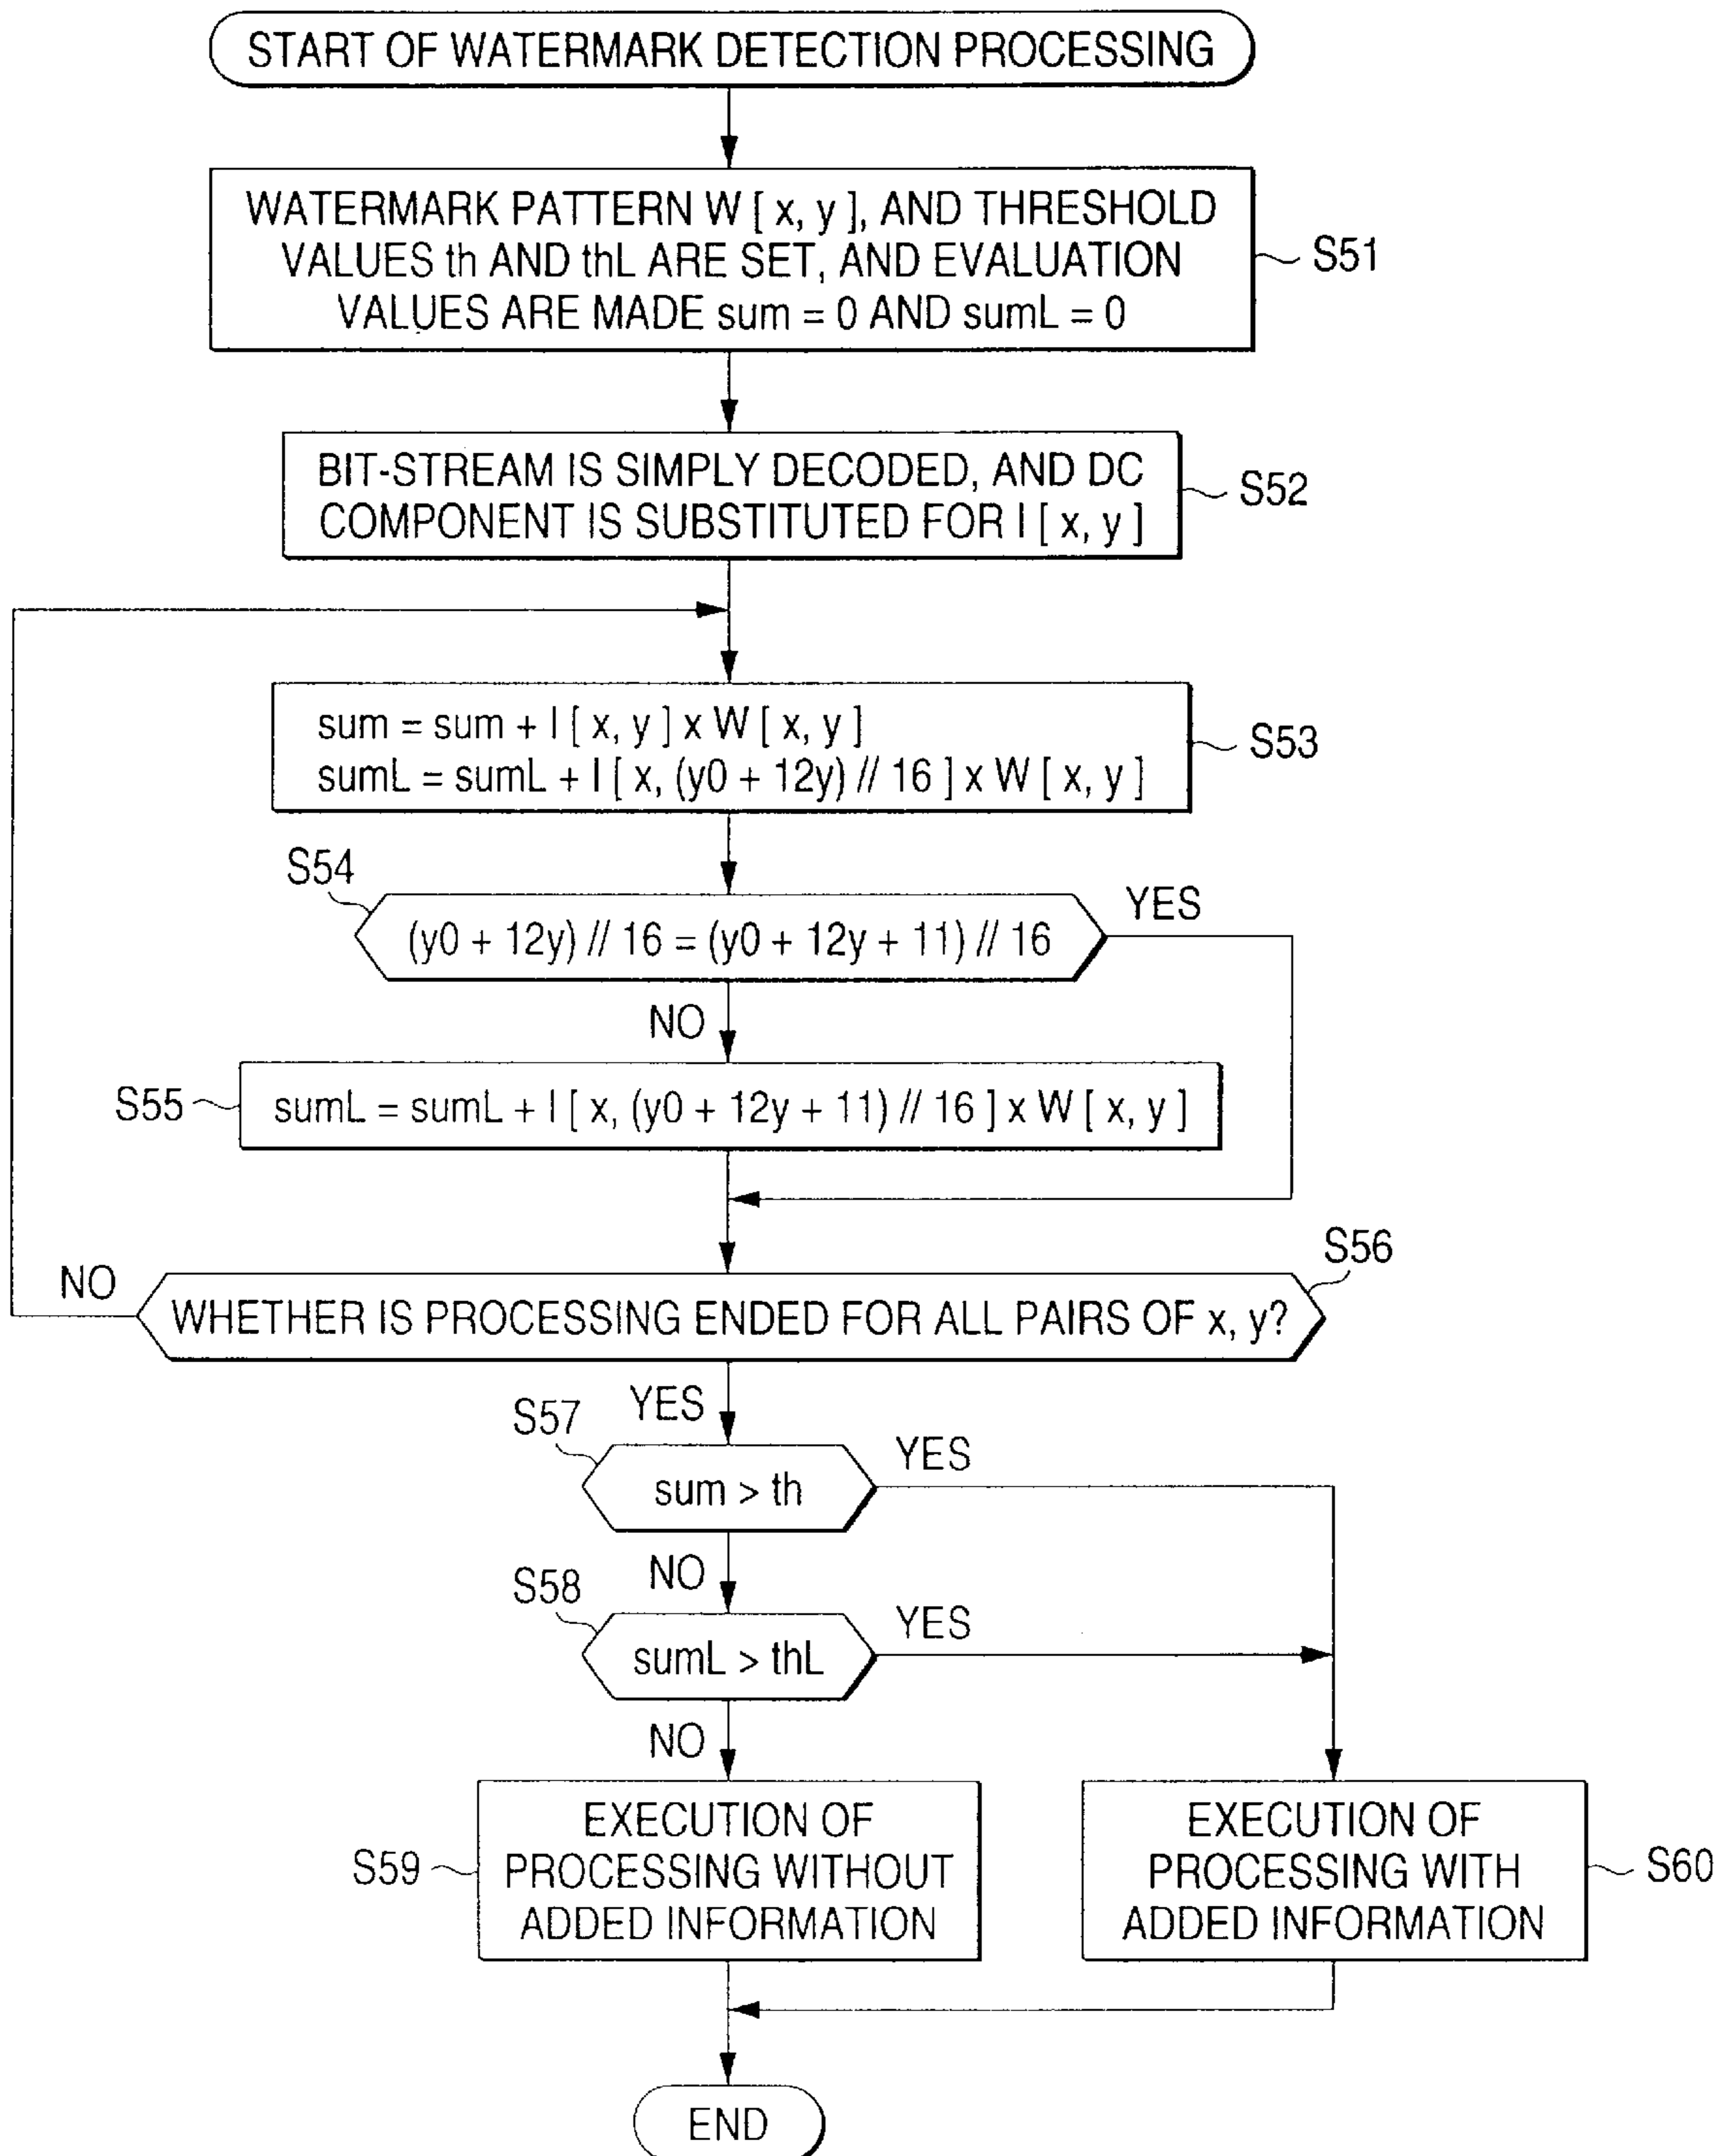 START OF WATERMARK DETECTION PROCESSING
WATERMARK PATTERN W [ x, y ], AND THRESHOLD
VALUES th AND thL ARE SET, AND EVALUATION
VALUES ARE MADE sum = 0 AND sumL = 0
S51
BIT-STREAM IS SIMPLY DECODED, AND DC
COMPONENT IS SUBSTITUTED FOR I [ x, y ]
S52
sum = sum + I [ x, y ] x W [ x, y ]
sumL = sumL + I [ x, (y0 + 12y) // 16 ] x W [ x, y ]
S53
S54
(y0 + 12y) // 16 = (y0 + 12y + 11) // 16
YES
NO
S55
sumL = sumL + I [ x, (y0 + 12y + 11) // 16 ] x W [ x, y ]
S56
NO
WHETHER IS PROCESSING ENDED FOR ALL PAIRS OF x, y?
YES
S57
sum > th
YES
NO
S58
sumL > thL
YES
NO
S59
EXECUTION OF
PROCESSING WITHOUT
ADDED INFORMATION
EXECUTION OF
PROCESSING WITH
ADDED INFORMATION
S60
END